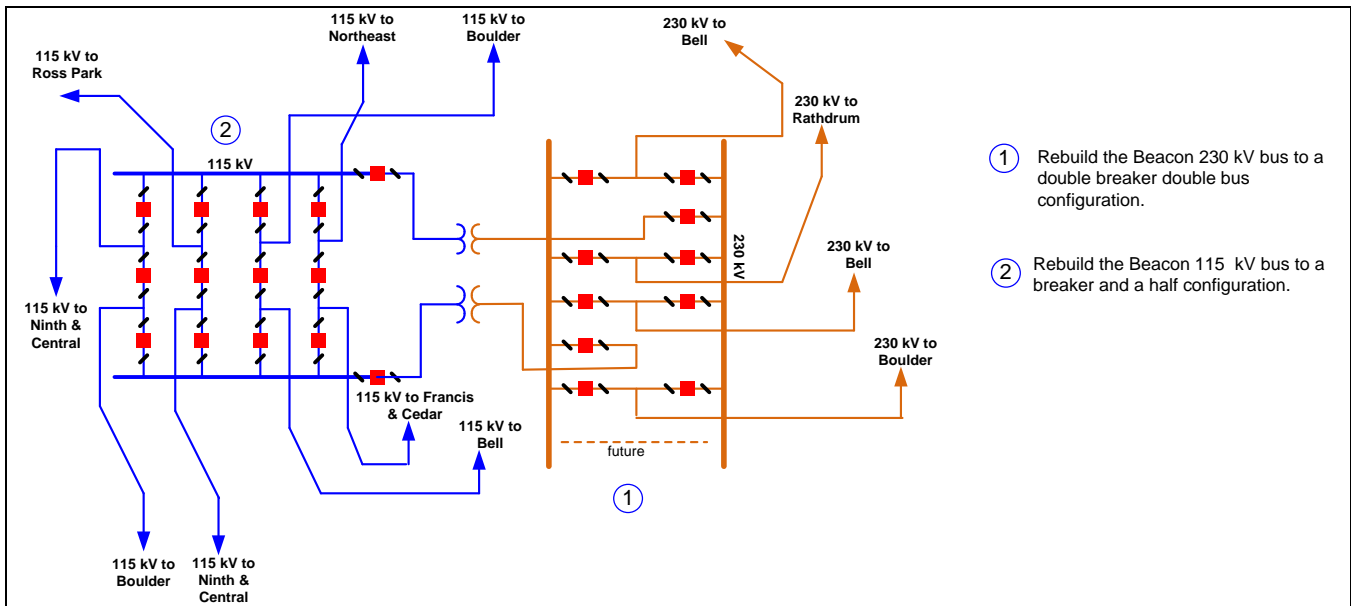 115 kV to
Northeast
115 kV to
Boulder
230 kV to
Bell
115 kV to
Ross Park
230 kV to
Rathdrum
2
115 kV
1
Rebuild the Beacon 230 kV bus to a
double breaker double bus
configuration.
230 kV
230 kV to
Bell
2
Rebuild the Beacon 115 kV bus to a
breaker and a half configuration.
115 kV to
Ninth &
Central
230 kV to
Boulder
115 kV to Francis
& Cedar
115 kV to
Bell
future
1
115 kV to
Boulder
115 kV to
Ninth &
Central